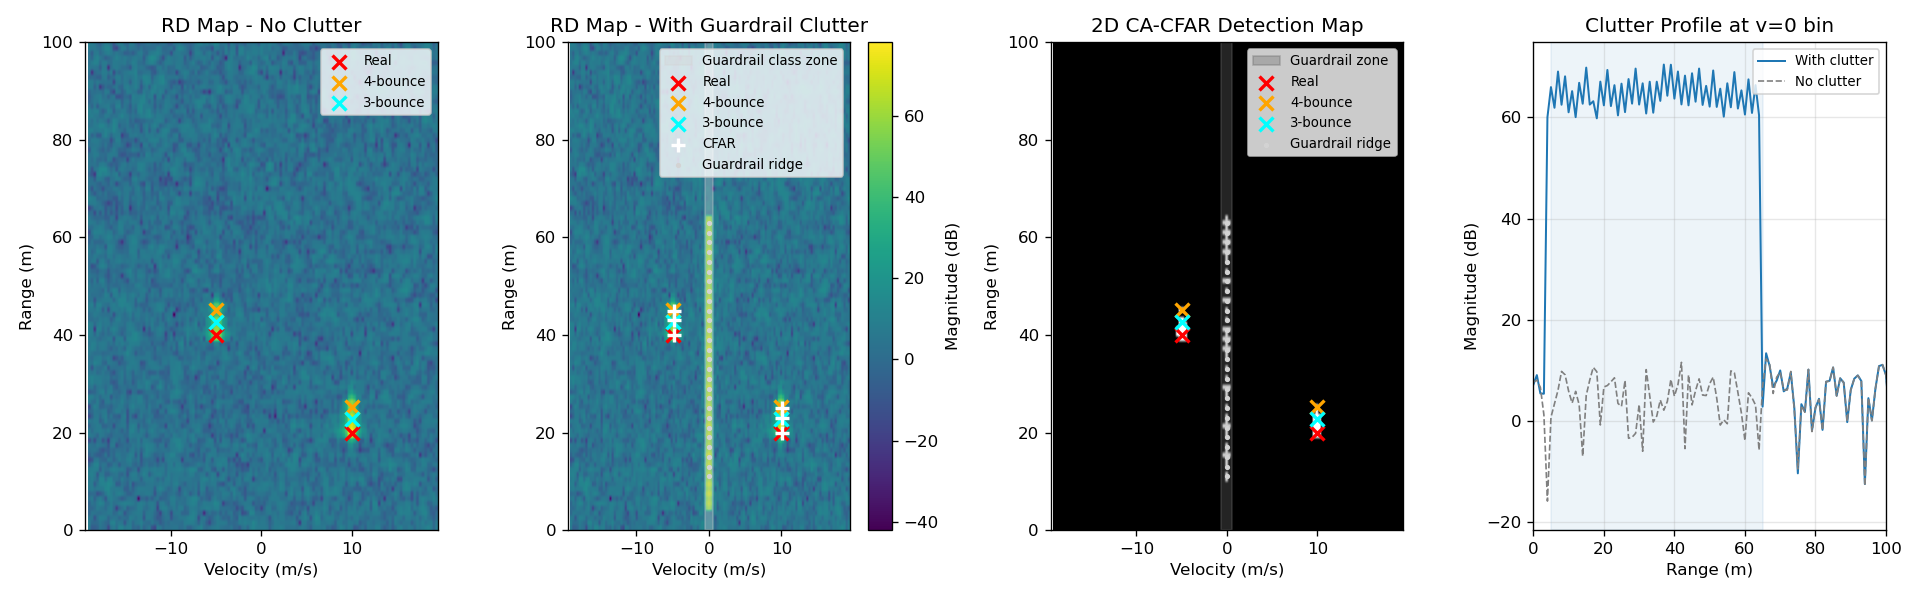 RD Map - No Clutter
100
80
60
40
20
0
−10
0
10
Velocity (m/s)
Range (m)
Real
4-bounce
3-bounce
RD Map - With Guardrail Clutter
100
80
60
40
20
0
−10
0
10
Velocity (m/s)
Range (m)
Guardrail class zone
Real
4-bounce
3-bounce
CFAR
Guardrail ridge
60
40
20
0
−20
−40
Magnitude (dB)
2D CA-CFAR Detection Map
100
80
60
40
20
0
−10
0
10
Velocity (m/s)
Range (m)
Guardrail zone
Real
4-bounce
3-bounce
Guardrail ridge
Clutter Profile at v=0 bin
60
40
20
0
−20
0
20
40
60
80
100
Range (m)
Magnitude (dB)
With clutter
No clutter